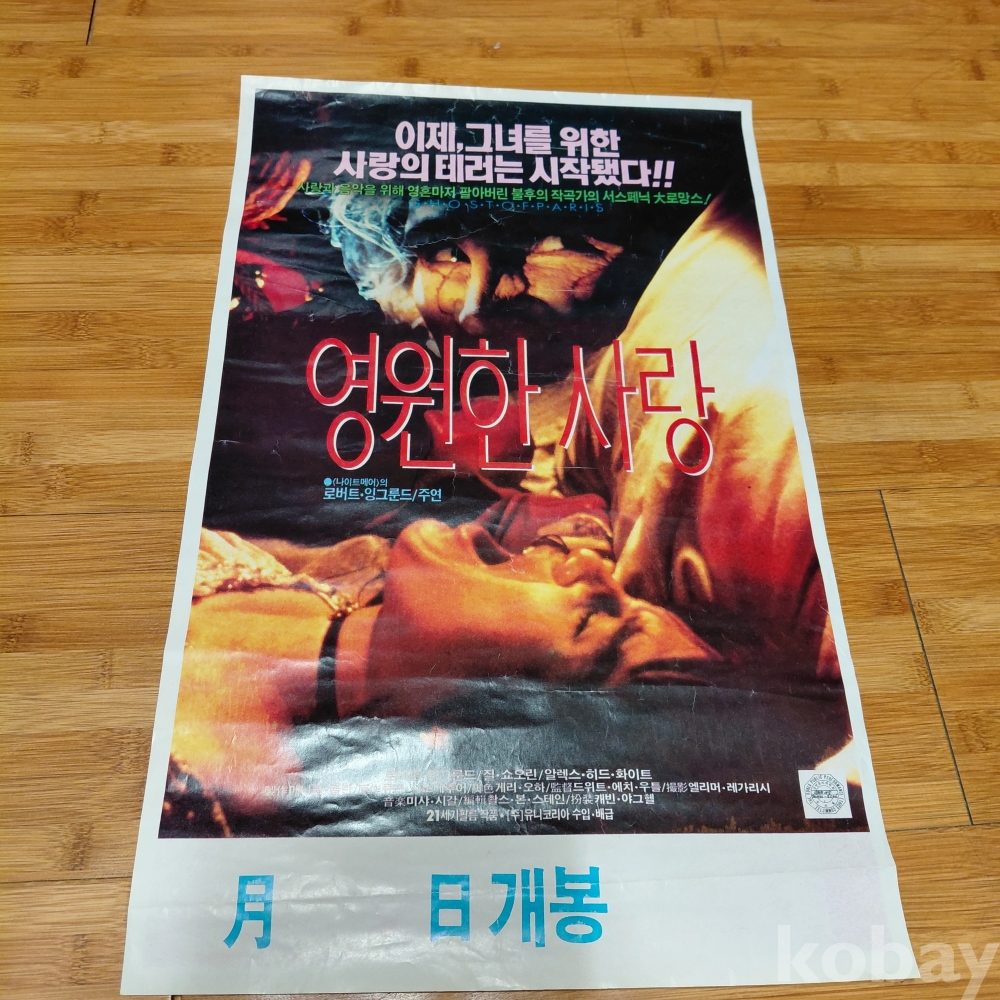 이제,그녀를 위한
사랑의 테러는 시작됐다!!
사랑과 음악을 위해 영혼마저 팔아버린 불후의 작곡가의 서스페닉 大로망스!
G·H·O·S·T·O·F·P·A·R·I·S
영원한 사랑
●〈나이트메어〉의
로버트·잉그룬드/주연
질·쇼오린/알렉스·히드·화이트
게리·오하/監督드위트·에치·우틀/撮影엘리머·레가리시
音楽미샤·시갈/編輯촬스·본·스테인/扮装캐빈·야그헬
21세기필름 작품·(주)유니코리아 수입·배급
月 日개봉
kobay